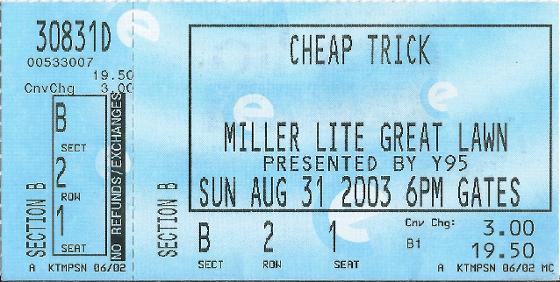 30831D
00533007
19.50
CnvChg 3.00
B
SECT
2
ROW
1
SEAT
SECTION B
NO REFUNDS/EXCHANGES
A KTMPSN 06/02
CHEAP TRICK
MILLER LITE GREAT LAWN
PRESENTED BY Y95
SUN AUG 31 2003 6PM GATES
SECTION B
B 2 1
SECT ROW SEAT
Cnv Chg: 3.00
B1 19.50
A KTMPSN 06/02 MC